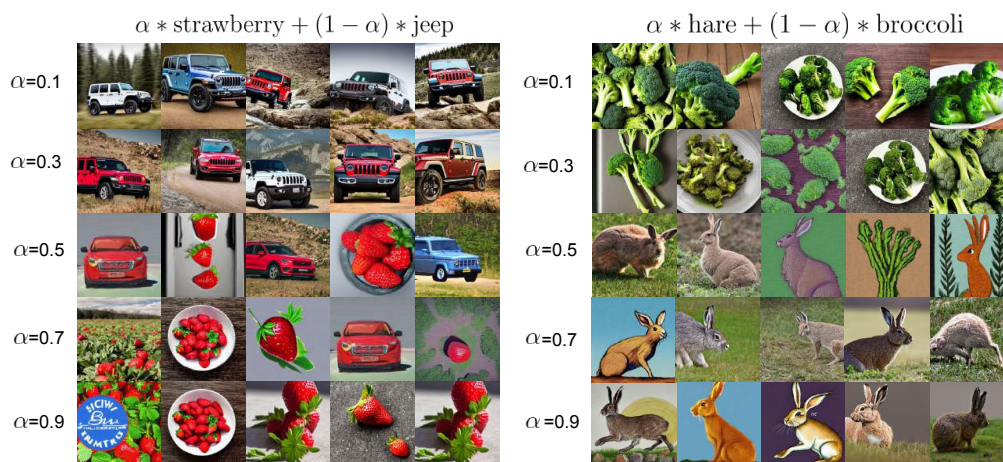 α ∗ strawberry + (1 − α) ∗ jeep
α=0.1
α=0.3
α=0.5
α=0.7
α=0.9
α ∗ hare + (1 − α) ∗ broccoli
α=0.1
α=0.3
α=0.5
α=0.7
α=0.9